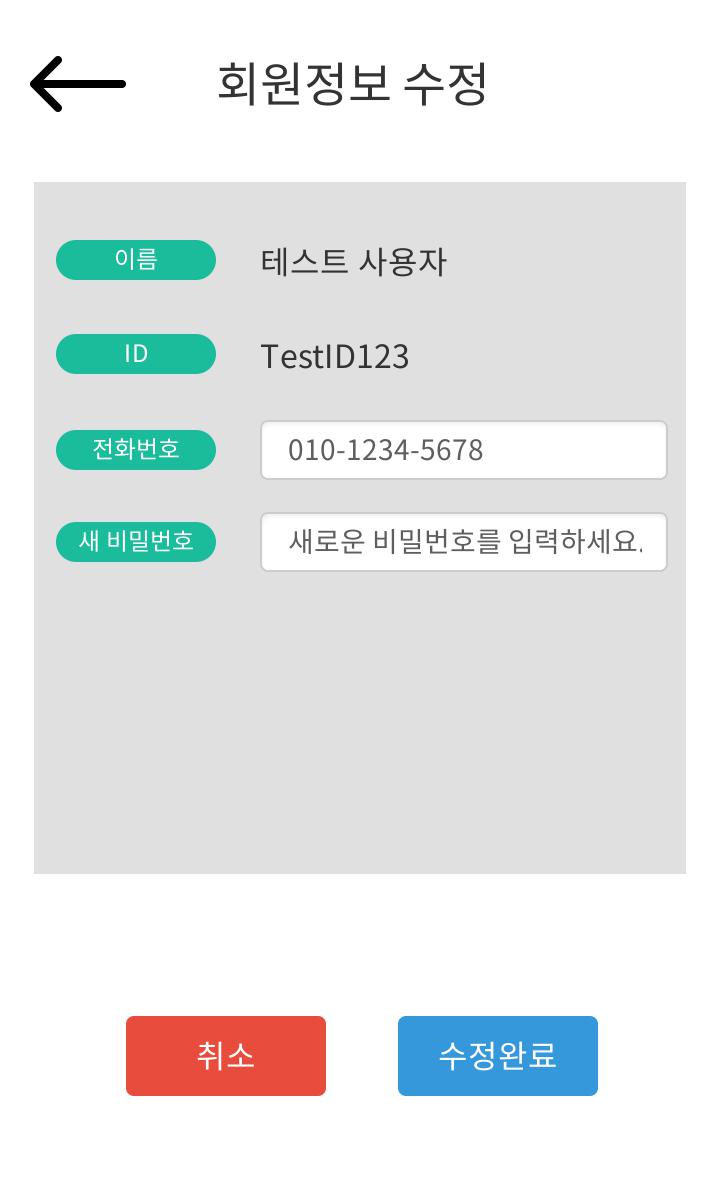 회원정보 수정
이름
테스트 사용자
ID
TestID123
전화번호
010-1234-5678
새 비밀번호
새로운 비밀번호를 입력하세요.
취소
수정완료